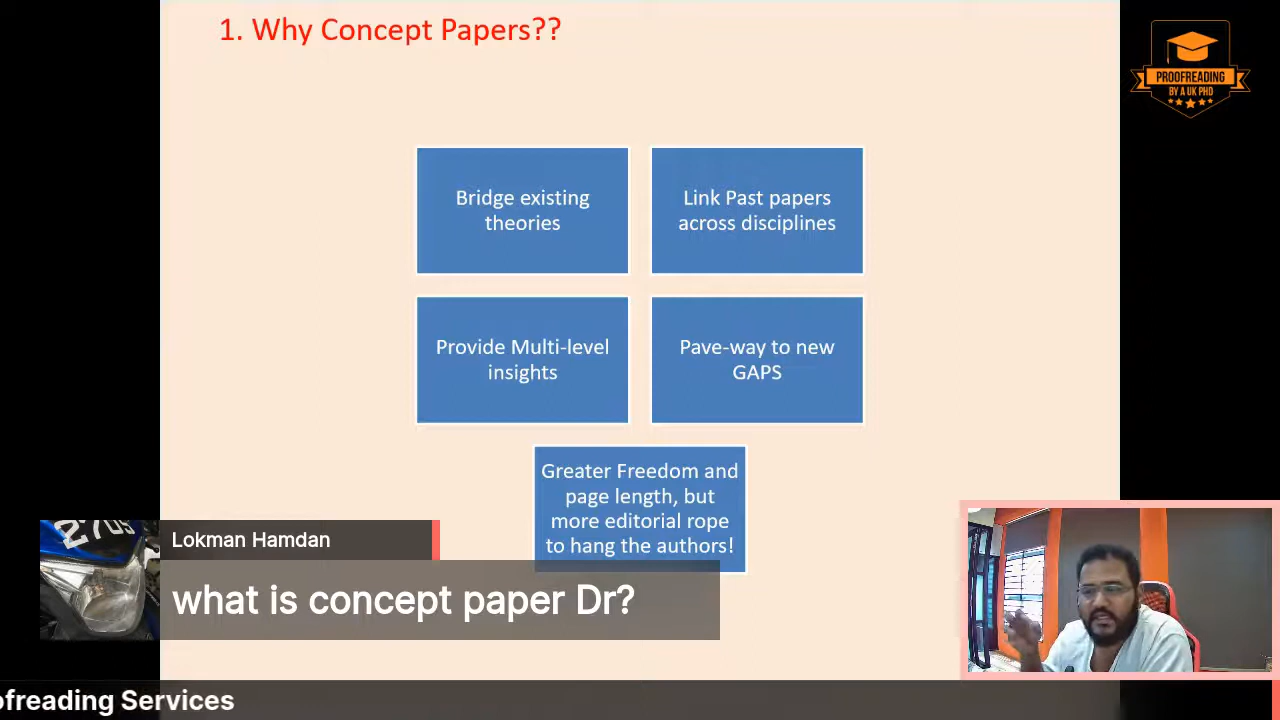 1. Why Concept Papers??
PROOFREADING
BY A UK PHD
Bridge existing
theories
Link Past papers
across disciplines
Provide Multi-level
insights
Pave-way to new
GAPS
Greater Freedom and
page length, but
more editorial rope
to hang the authors!
Lokman Hamdan
what is concept paper Dr?
ofreading Services